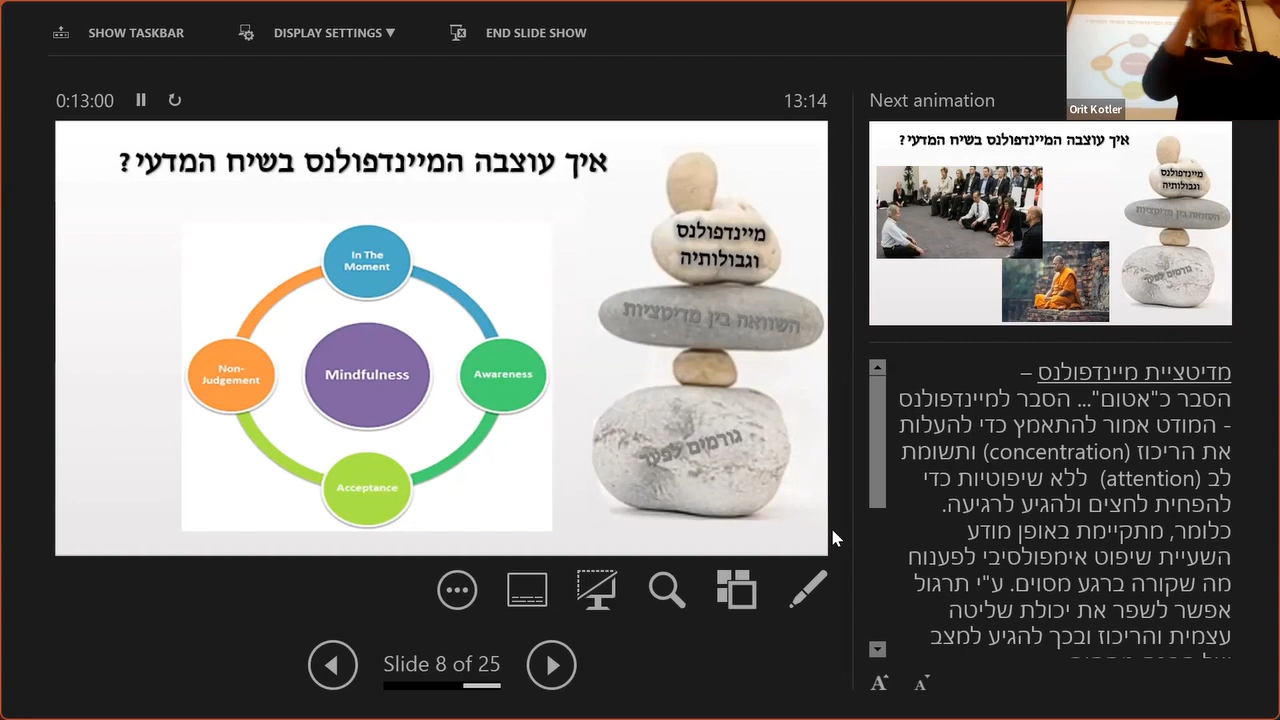 SHOW TASKBAR
DISPLAY SETTINGS ▼
END SLIDE SHOW
0:13:00
13:14
Next animation
Orit Kotler
איך עוצבה המיינדפולנס בשיח המדעי?
In The
Moment
Non-
Judgement
Mindfulness
Awareness
Acceptance
מיינדפולנס
וגבולותיה
השוואה בין מדיטציות
גורמים לפער
איך עוצבה המיינדפולנס בשיח המדעי?
מיינדפולנס
וגבולותיה
השוואה בין מדיטציות
גורמים לפער
מדיטציית מיינדפולנס –
הסבר כ"אטום"... הסבר למיינדפולנס
- המודט אמור להתאמץ כדי להעלות
את הריכוז (concentration) ותשומת
לב (attention) ללא שיפוטיות כדי
להפחית לחצים ולהגיע לרגיעה.
כלומר, מתקיימת באופן מודע
השעיית שיפוט אימפולסיבי לפענוח
מה שקורה ברגע מסוים. ע"י תרגול
אפשר לשפר את יכולת שליטה
עצמית והריכוז ובכך להגיע למצב
Slide 8 of 25
A A